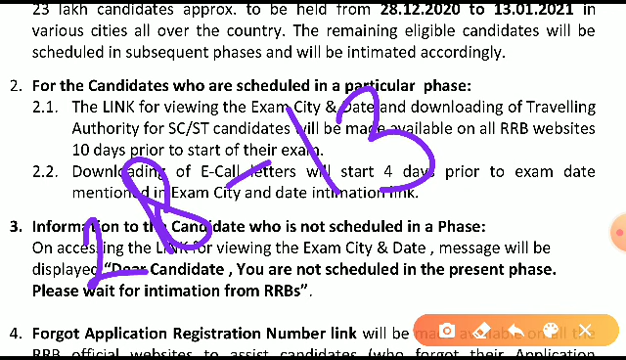 23 lakh candidates approx. to be held from 28.12.2020 to 13.01.2021 in
various cities all over the country. The remaining eligible candidates will be
scheduled in subsequent phases and will be intimated accordingly.
2. For the Candidates who are scheduled in a particular phase:
2.1. The LINK for viewing the Exam City & Date and downloading of Travelling
Authority for SC/ST candidates will be made available on all RRB websites
10 days prior to start of their exam.
2.2. Downloading of E-Call letters will start 4 days prior to exam date
mentioned in Exam City and date intimation link.
28-13
3. Information to the Candidate who is not scheduled in a Phase:
On accessing the LINK for viewing the Exam City & Date , message will be
displayed “Dear Candidate , You are not scheduled in the present phase.
Please wait for intimation from RRBs”.
4. Forgot Application Registration Number link will be made available on all the
RRB official websites to assist candidates (who forgot their Application